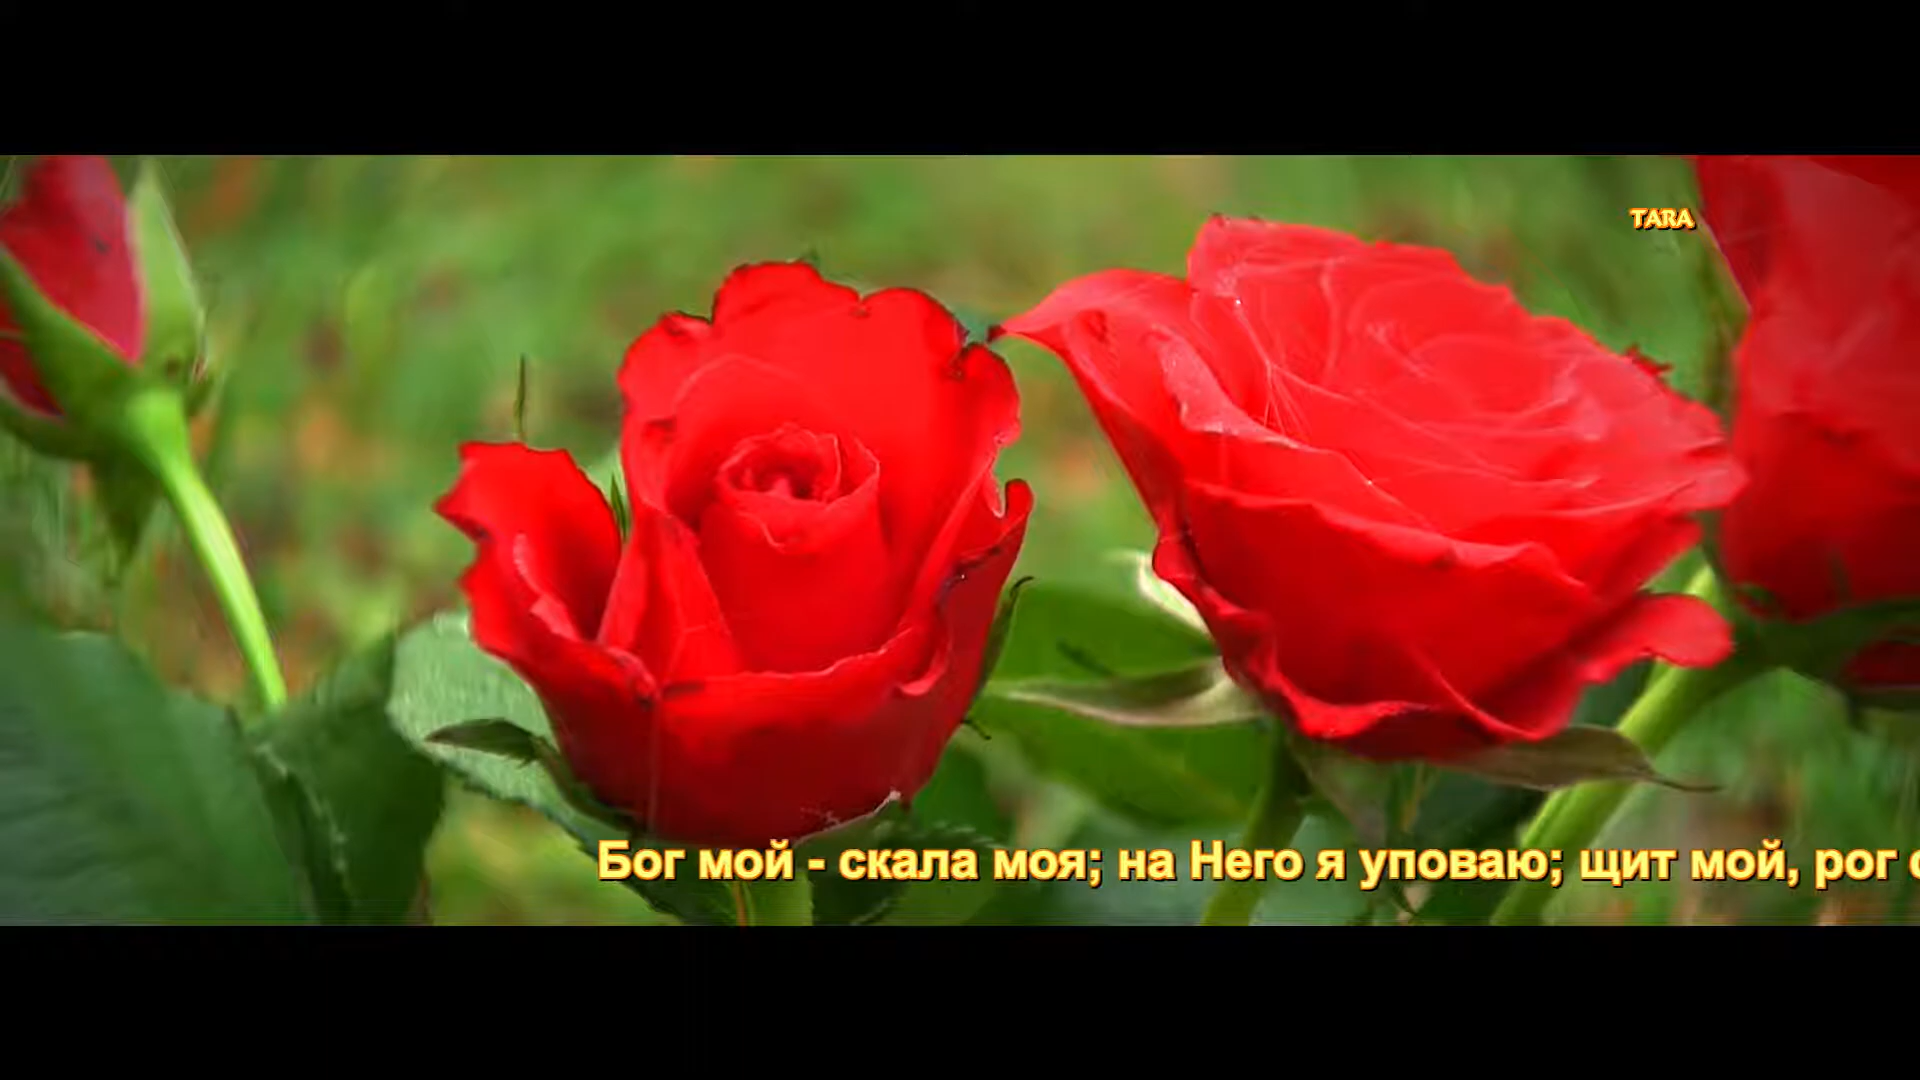 TARA
Бог мой - скала моя; на Него я уповаю; щит мой, рог